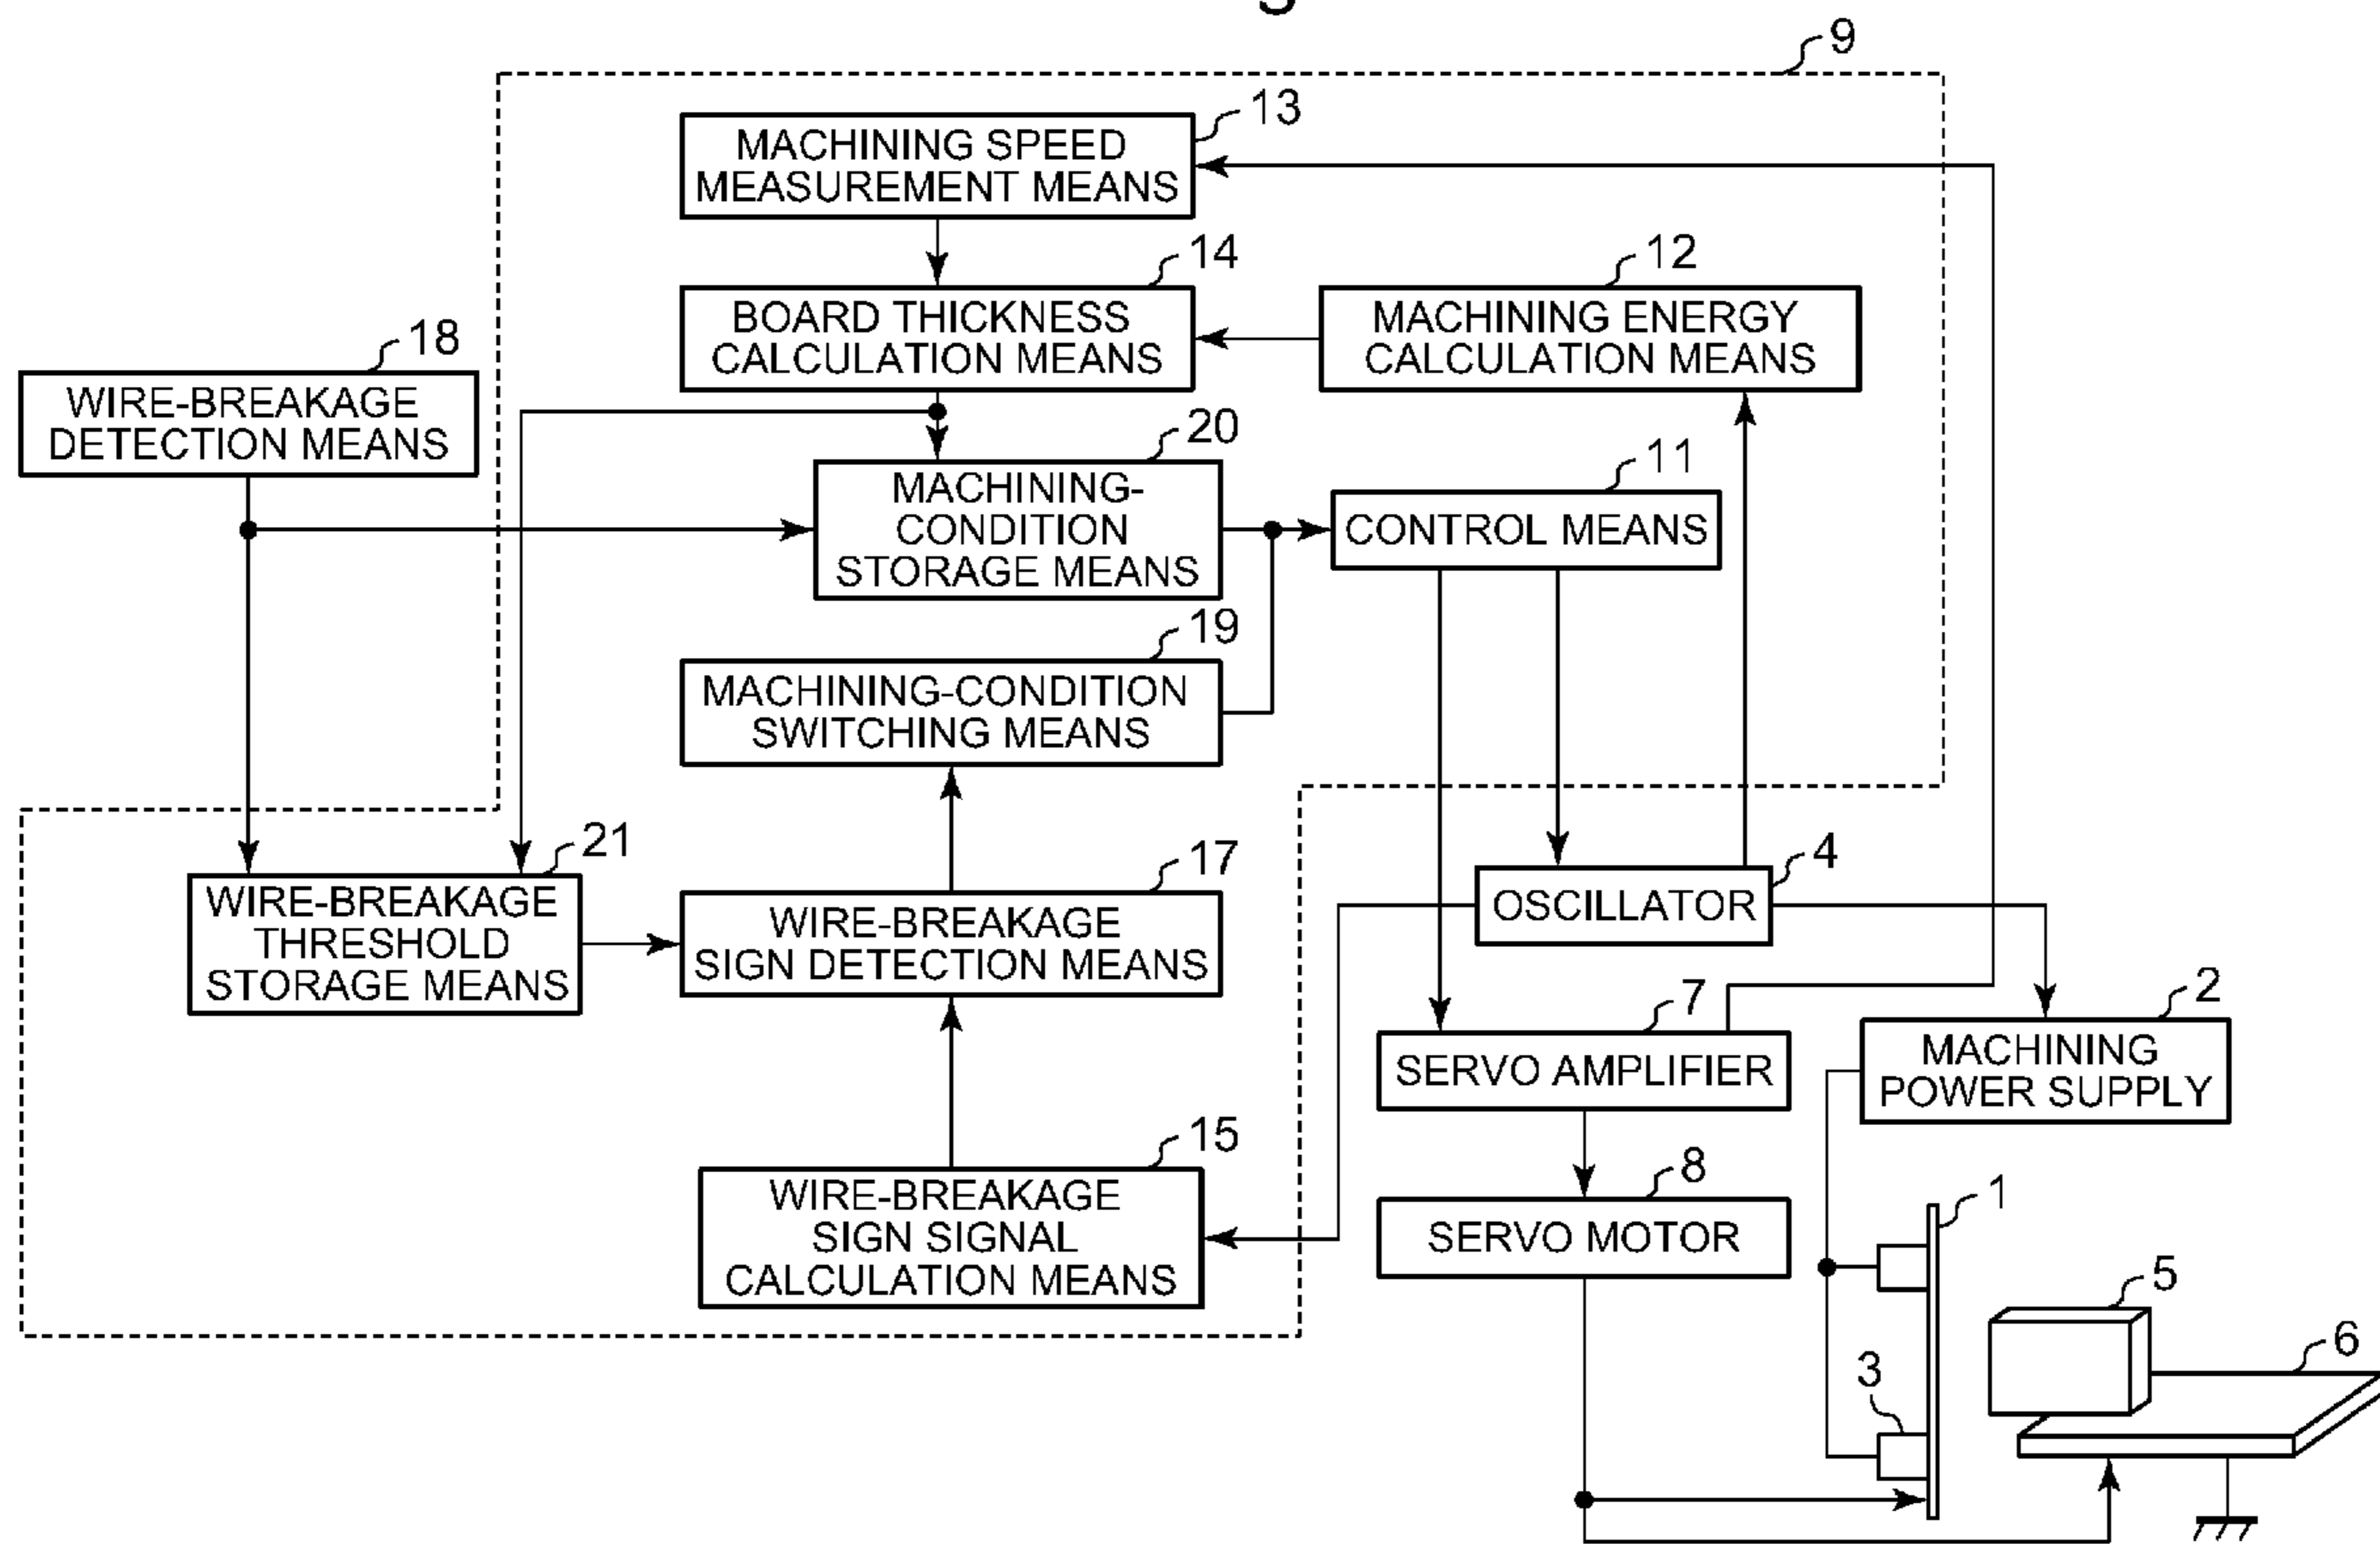 9
13
MACHINING SPEED
MEASUREMENT MEANS
14
BOARD THICKNESS
CALCULATION MEANS
12
MACHINING ENERGY
CALCULATION MEANS
18
WIRE-BREAKAGE
DETECTION MEANS
20
MACHINING-
CONDITION
STORAGE MEANS
11
CONTROL MEANS
19
MACHINING-CONDITION
SWITCHING MEANS
21
WIRE-BREAKAGE
THRESHOLD
STORAGE MEANS
17
WIRE-BREAKAGE
SIGN DETECTION MEANS
4
OSCILLATOR
7
SERVO AMPLIFIER
2
MACHINING
POWER SUPPLY
15
WIRE-BREAKAGE
SIGN SIGNAL
CALCULATION MEANS
8
SERVO MOTOR
1
5
6
3